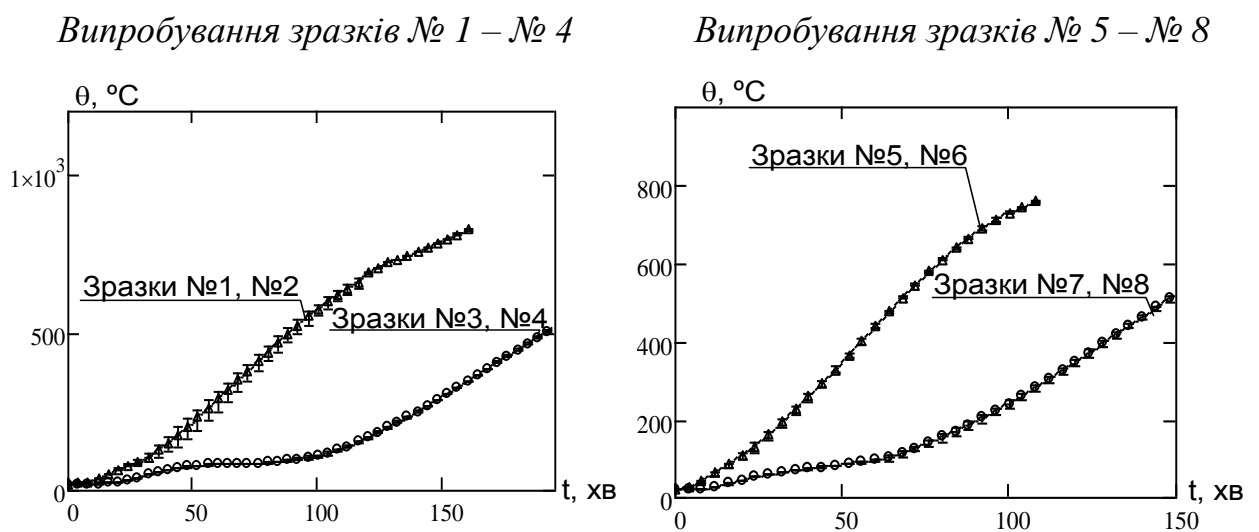 Випробування зразків № 1 – № 4
Випробування зразків № 5 – № 8
θ, ºC
1×10³
Зразки №1, №2
Зразки №3, №4
500
0
0
50
100
150
t, хв
θ, ºC
800
Зразки №5, №6
600
Зразки №7, №8
400
200
0
0
50
100
150
t, хв